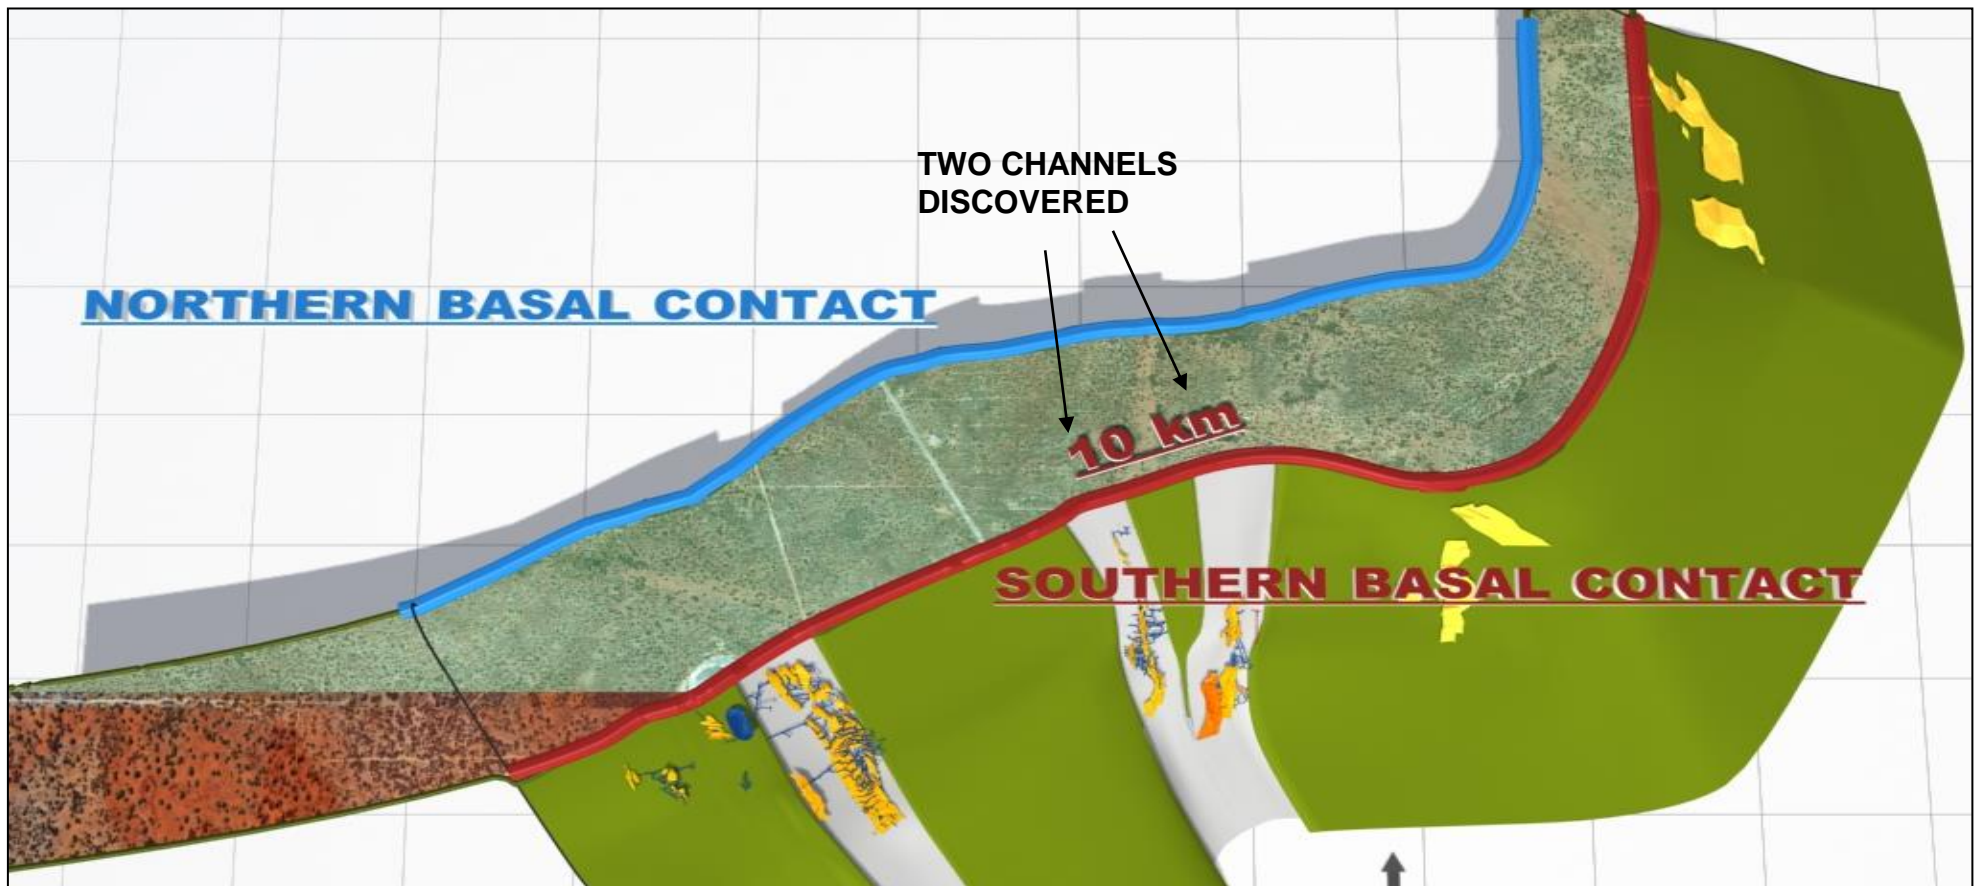 TWO CHANNELS
DISCOVERED
NORTHERN BASAL CONTACT
10 km
SOUTHERN BASAL CONTACT